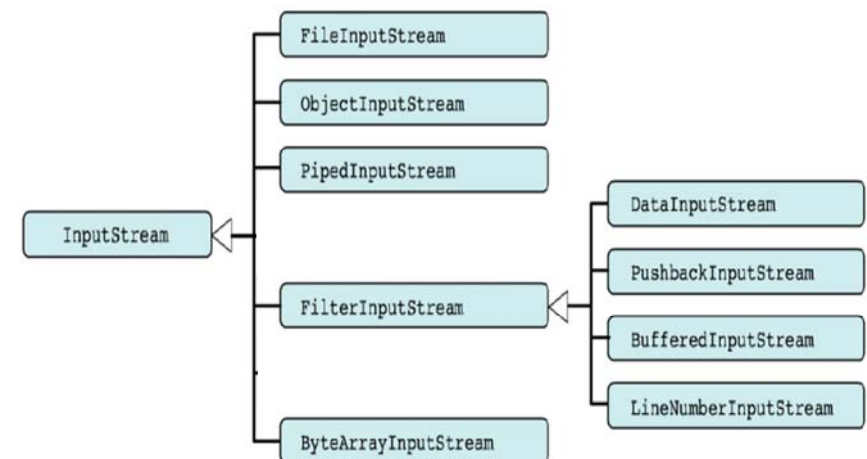 FileInputStream
ObjectInputStream
PipedInputStream
InputStream
FilterInputStream
ByteArrayInputStream
DataInputStream
PushbackInputStream
BufferedInputStream
LineNumberInputStream